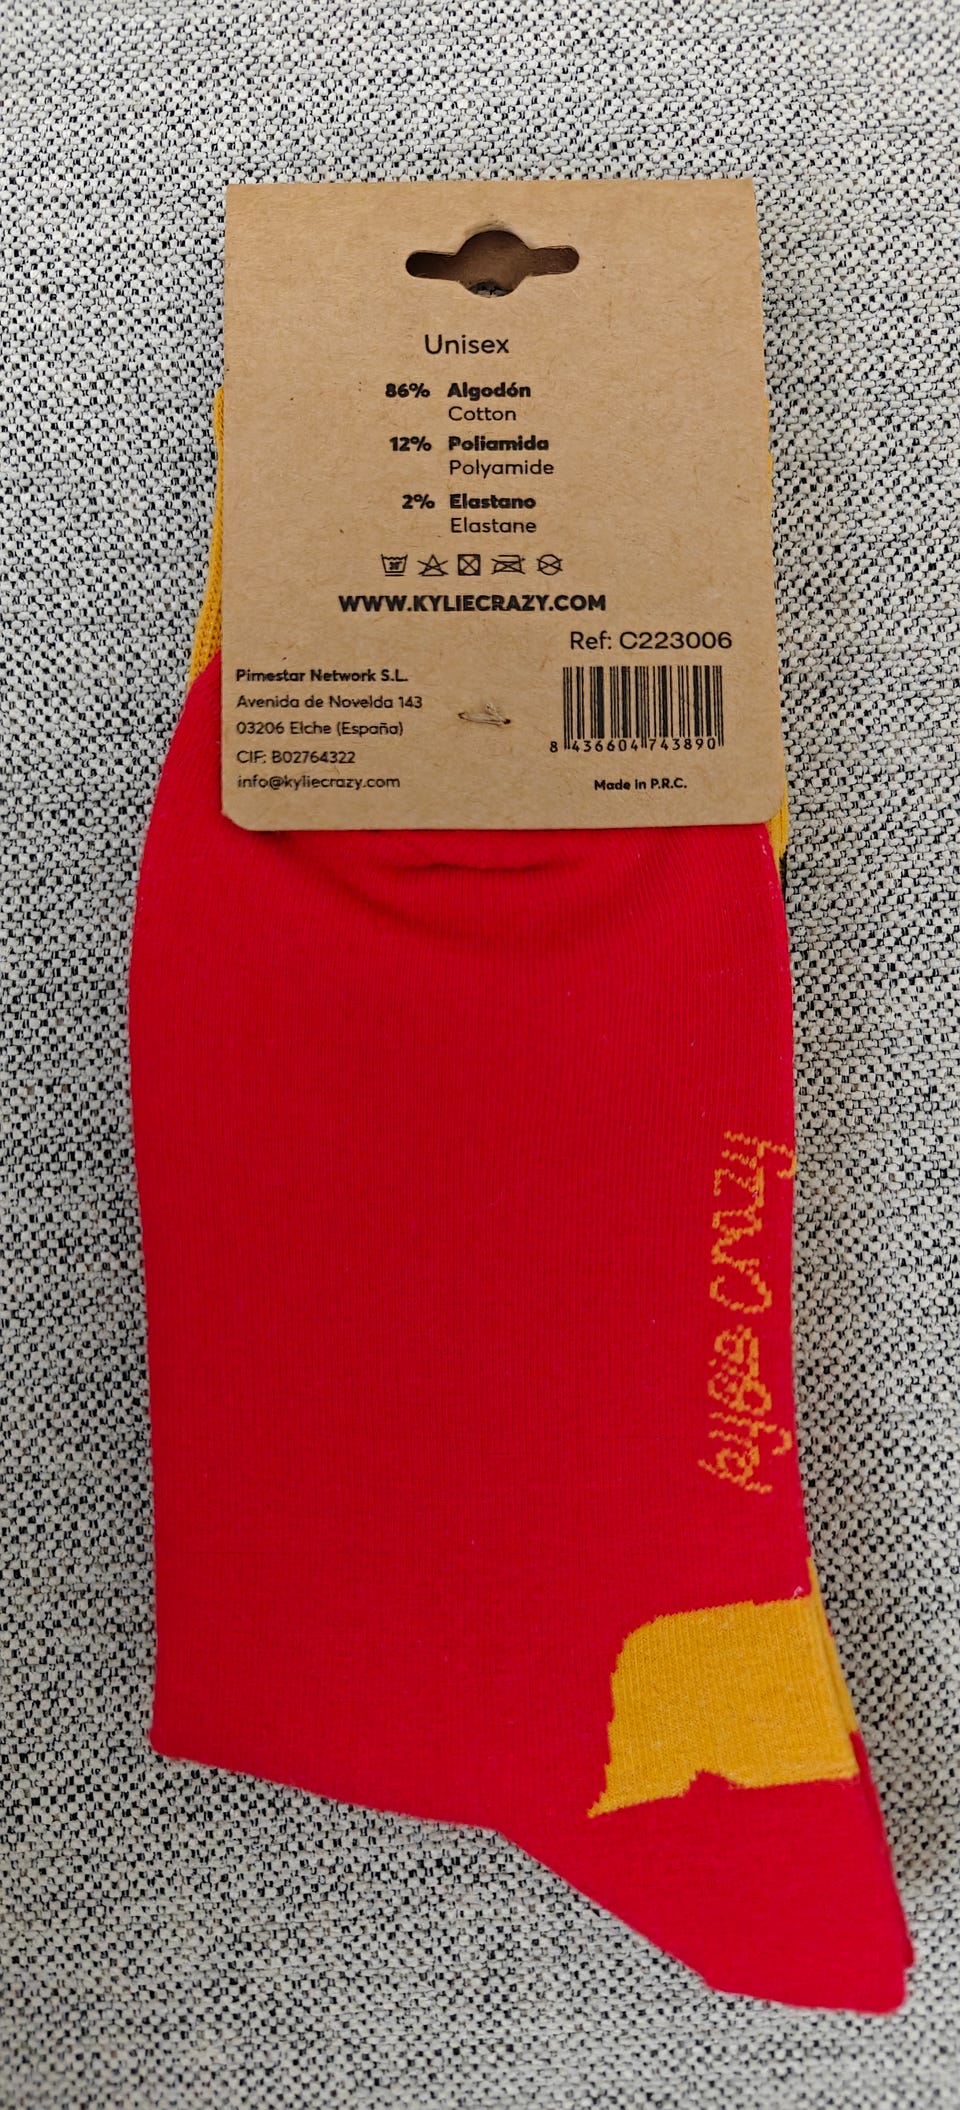 Unisex
86% Algodón
Cotton
12% Poliamida
Polyamide
2% Elastano
Elastane
WWW.KYLIECRAZY.COM
Ref: C223006
Pimestar Network S.L.
Avenida de Novelda 143
03206 Elche (España)
CIF: B02764322
info@kyliecrazy.com
8 436604 743890
Made In P.R.C.
Kylie Crazy